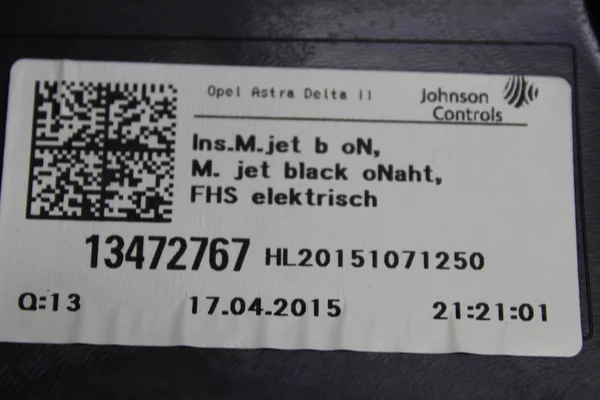 Opel Astra Delta II
Johnson
Controls
Ins.M.jet b oN,
M. jet black oNaht,
FHS elektrisch
13472767 HL20151071250
Q:13 17.04.2015 21:21:01